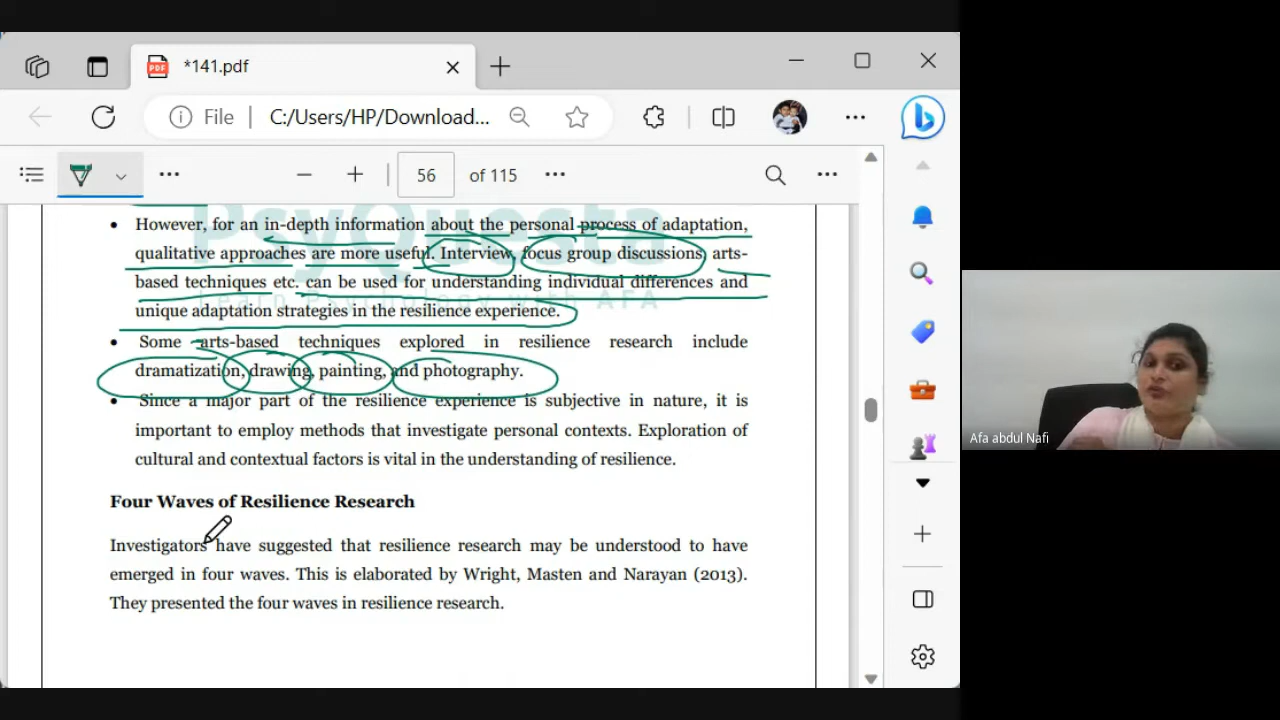 *141.pdf
File
C:/Users/HP/Download...
56 of 115
PsyQuesta
Learn Psychology with AFA
• However, for an in-depth information about the personal process of adaptation,
qualitative approaches are more useful. Interview, focus group discussions, arts-
based techniques etc. can be used for understanding individual differences and
unique adaptation strategies in the resilience experience.
• Some arts-based techniques explored in resilience research include
dramatization, drawing, painting, and photography.
• Since a major part of the resilience experience is subjective in nature, it is
important to employ methods that investigate personal contexts. Exploration of
cultural and contextual factors is vital in the understanding of resilience.
Four Waves of Resilience Research
Investigators have suggested that resilience research may be understood to have
emerged in four waves. This is elaborated by Wright, Masten and Narayan (2013).
They presented the four waves in resilience research.
Afa abdul Nafi